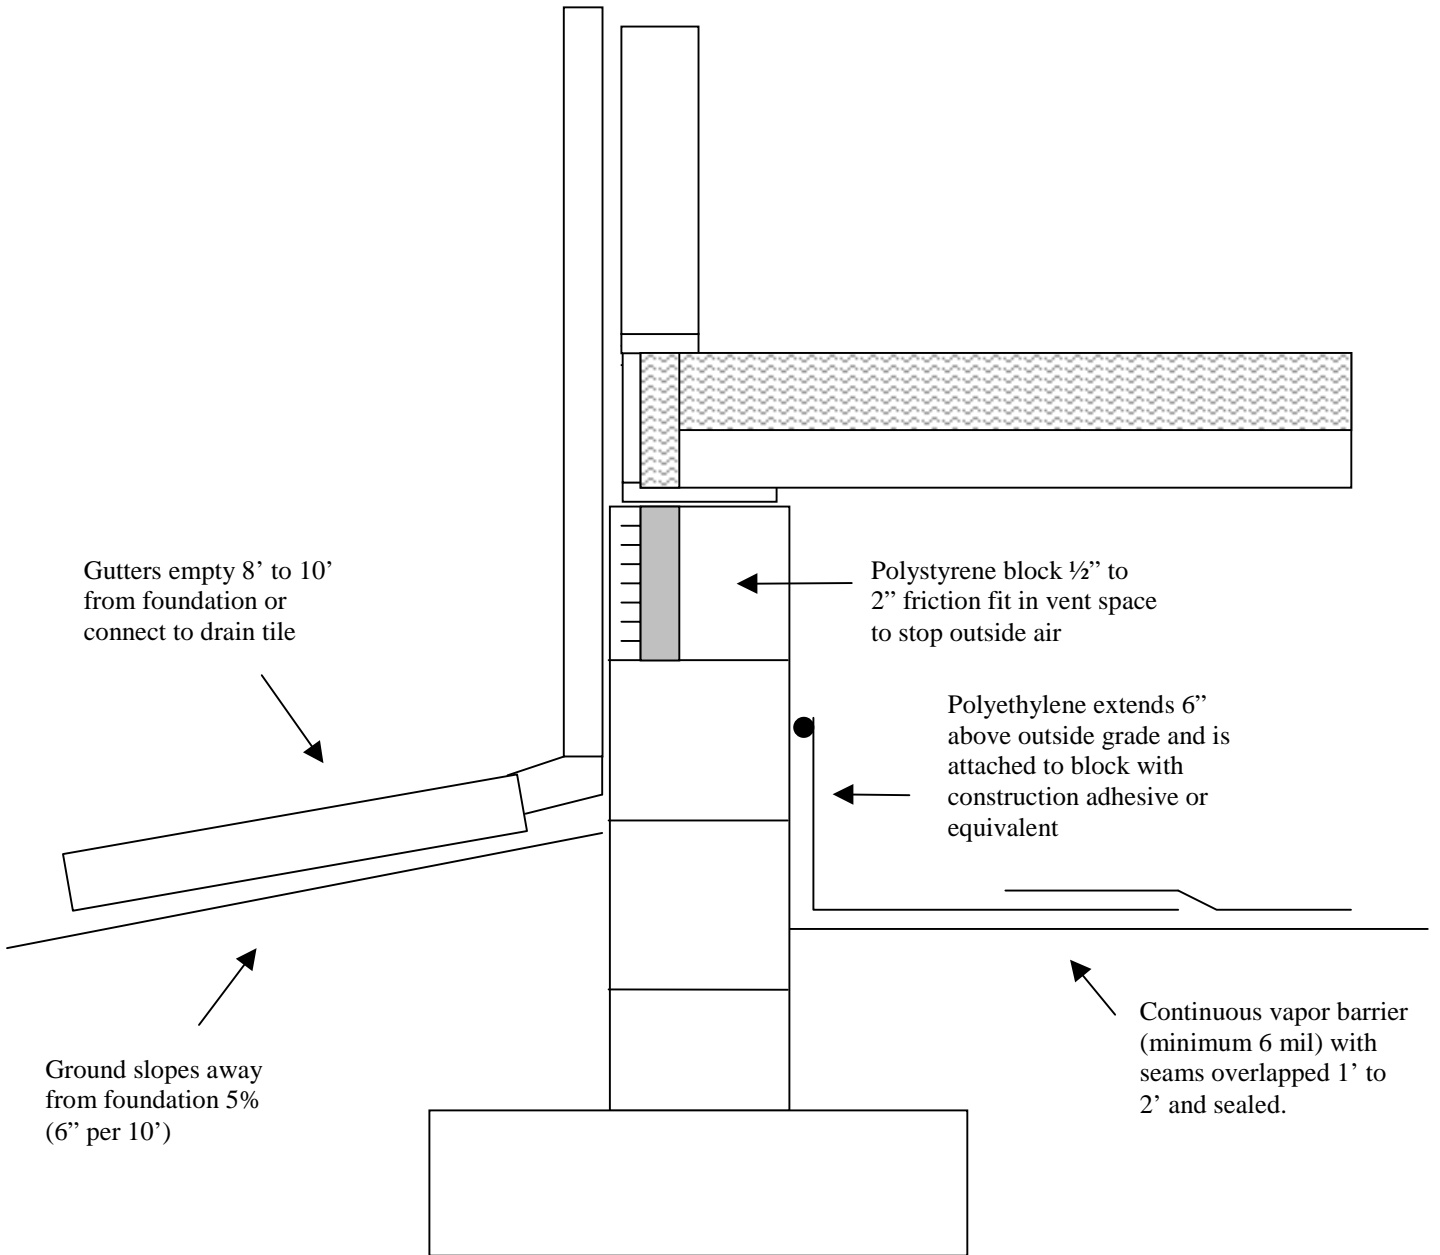 Gutters empty 8’ to 10’
from foundation or
connect to drain tile
Polystyrene block ½” to
2” friction fit in vent space
to stop outside air
Polyethylene extends 6”
above outside grade and is
attached to block with
construction adhesive or
equivalent
Ground slopes away
from foundation 5%
(6” per 10’)
Continuous vapor barrier
(minimum 6 mil) with
seams overlapped 1’ to
2’ and sealed.